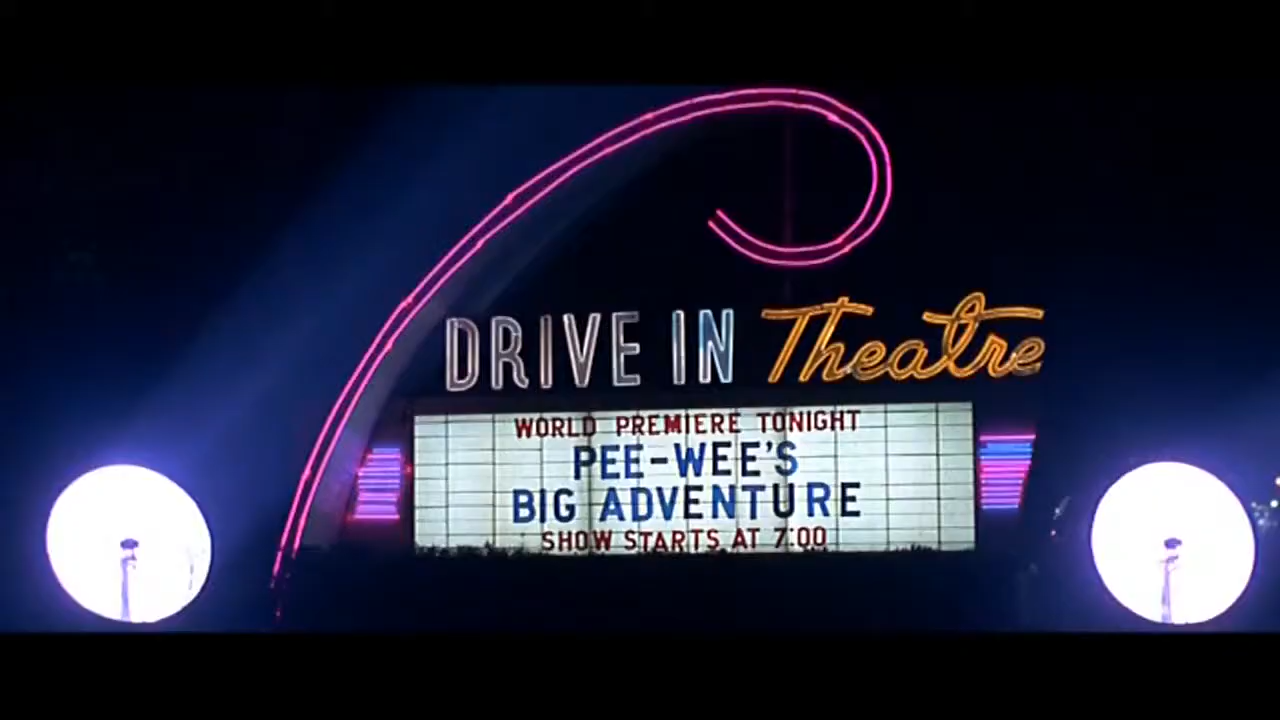 DRIVE IN Theatre
WORLD PREMIERE TONIGHT
PEE-WEE'S
BIG ADVENTURE
SHOW STARTS AT 7:00